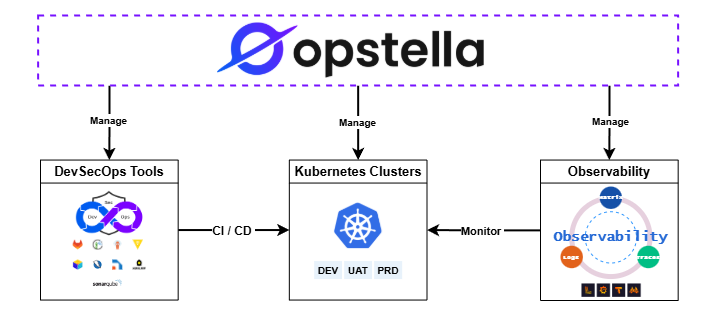 opstella
Manage
Manage
Manage
DevSecOps Tools
Kubernetes Clusters
Observability
Sec
Dev
Ops
sonarqube
CI / CD
DEV
UAT
PRD
Monitor
Metrics
Observability
Logs
Traces